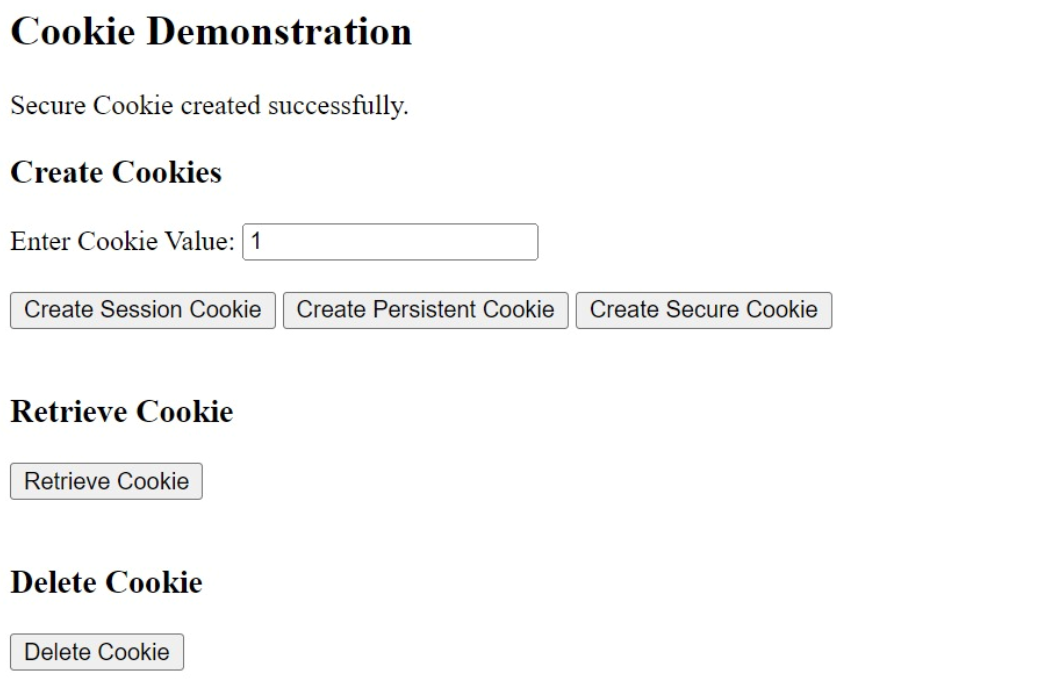 Cookie Demonstration
Secure Cookie created successfully.
Create Cookies
Enter Cookie Value: 1
Create Session Cookie Create Persistent Cookie Create Secure Cookie
Retrieve Cookie
Retrieve Cookie
Delete Cookie
Delete Cookie